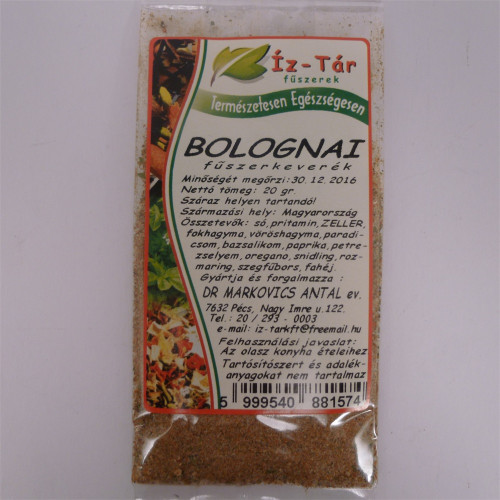 Íz-Tár
fűszerek
Természetesen Egészségesen
BOLOGNAI
fűszerkeverék
Minőségét megőrzi:30.12.2016
Nettó tömeg: 20 gr.
Száraz helyen tartandó!
Származási hely: Magyarország
Összetevők: só,pritamin,ZELLER,
fokhagyma, vöröshagyma, paradi-
csom, bazsalikom, paprika, petre-
zselyem, oregano, snidling, roz-
maring, szegfűbors, fahéj.
Gyártja és forgalmazza :
DR MARKOVICS ANTAL ev.
7632 Pécs, Nagy Imre u.122.
Tel.: 20 / 293 - 0003
e-mail: iz-tarkft@freemail.hu
Felhasználási javaslat:
Az olasz konyha ételeihez
Tartósítószert és adalék-
anyagokat nem tartalmaz
5 999540 881574